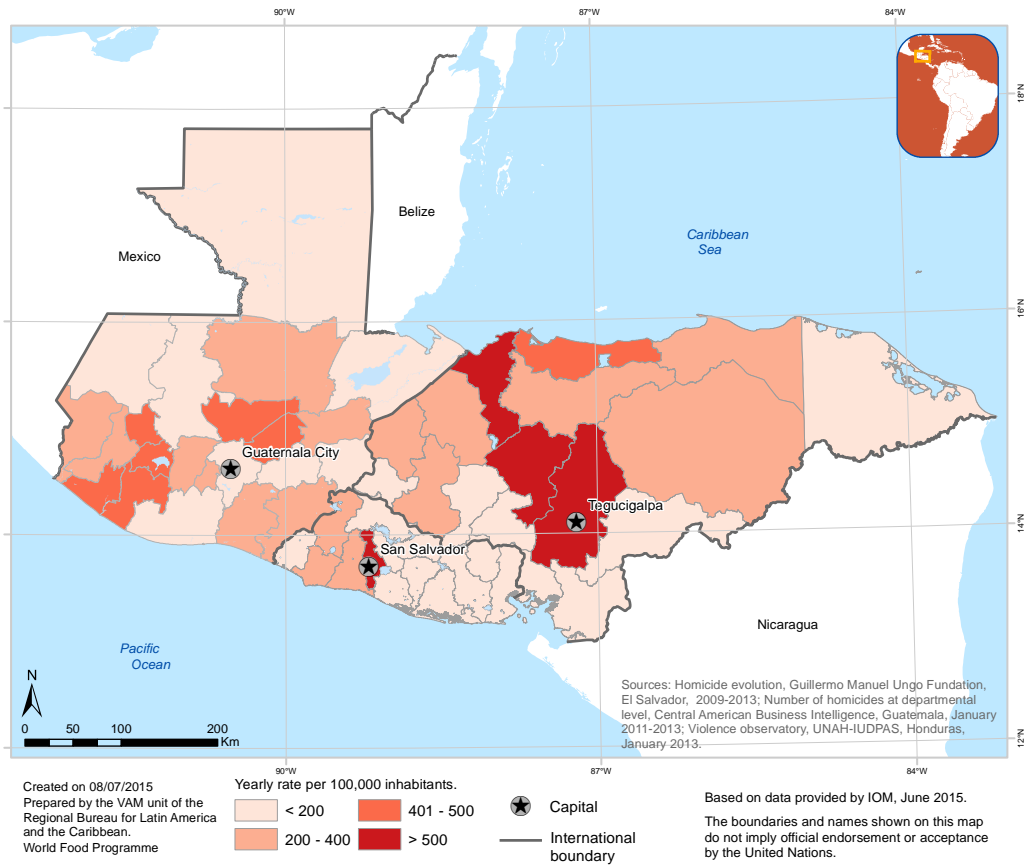 90°W
87°W
84°W
18°N
Belize
Mexico
Caribbean
Sea
16°N
Guaternala City
Tegucigalpa
14°N
San Salvador
Nicaragua
Pacific
Ocean
N
0 50 100 200
Km
Sources: Homicide evolution, Guillermo Manuel Ungo Fundation,
El Salvador, 2009-2013; Number of homicides at departmental
level, Central American Business Intelligence, Guatemala, January
2011-2013; Violence observatory, UNAH-IUDPAS, Honduras,
January 2013.
12°N
90°W
87°W
84°W
Created on 08/07/2015
Prepared by the VAM unit of the
Regional Bureau for Latin America
and the Caribbean.
World Food Programme
Yearly rate per 100,000 inhabitants.
< 200
200 - 400
401 - 500
> 500
Capital
International
boundary
Based on data provided by IOM, June 2015.
The boundaries and names shown on this map
do not imply official endorsement or acceptance
by the United Nations.